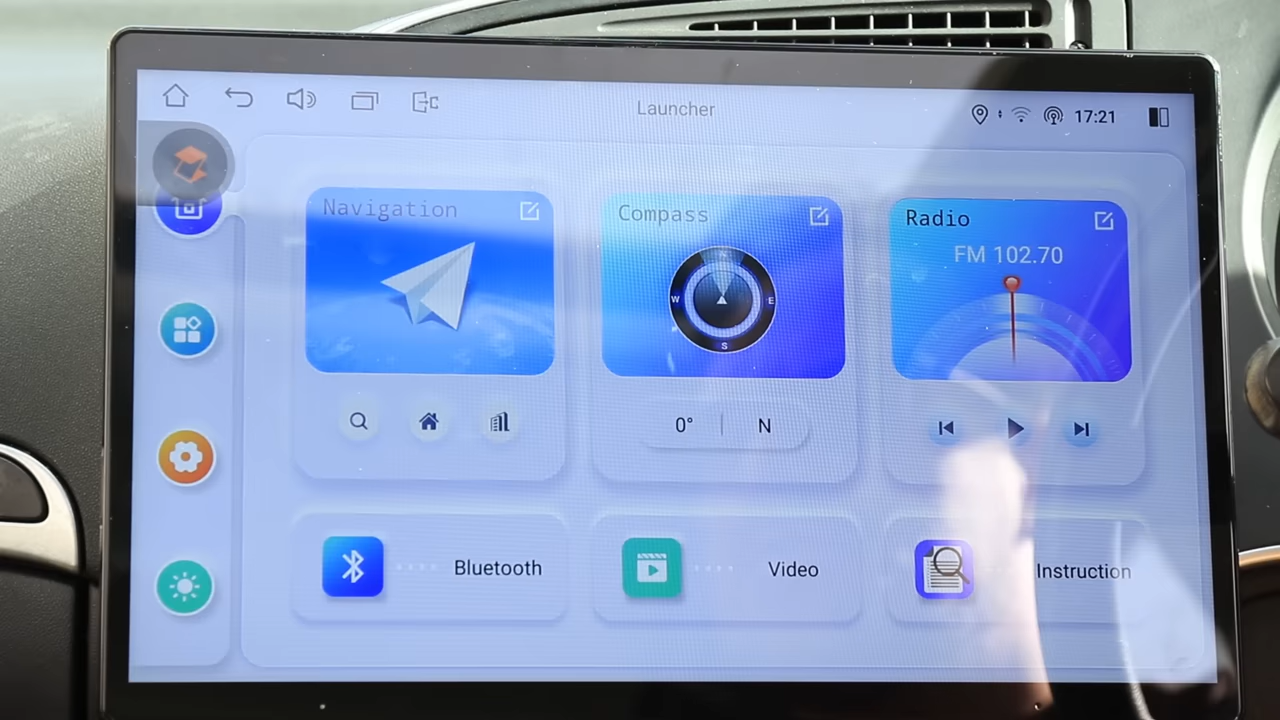 Launcher
17:21
Navigation
Compass
Radio
FM 102.70
N
W
E
S
0°
N
Bluetooth
Video
Instruction